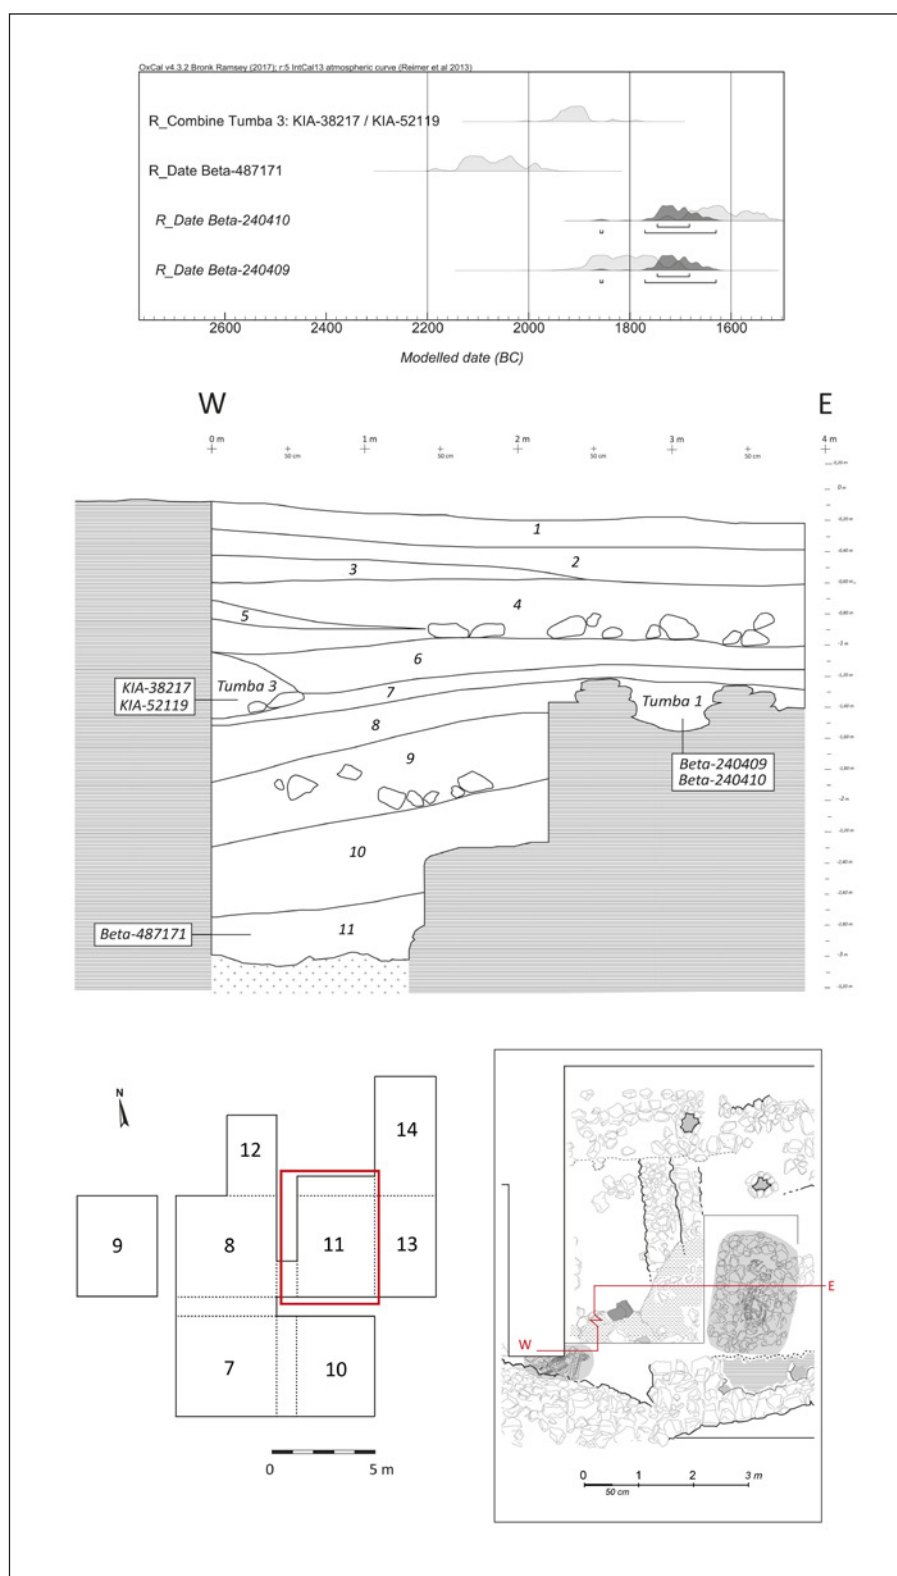 OxCal v4.3.2 Bronk Ramsey (2017); r:5 IntCal13 atmospheric curve (Reimer et al 2013)
R_Combine Tumba 3: KIA-38217 / KIA-52119
R_Date Beta-487171
R_Date Beta-240410
R_Date Beta-240409
2600 2400 2200 2000 1800 1600
Modelled date (BC)
W E
0 m 1 m 2 m 3 m 4 m
50 cm 50 cm 50 cm 50 cm
0 m
1
2
3
4
5
6
Tumba 3
KIA-38217
KIA-52119
7
Tumba 1
8
9
Beta-240409
Beta-240410
-2 m
10
Beta-487171
11
-3 m
N
14
12
9 8 11 13
7 10
0 5 m
E
W
0 1 2 3 m
50 cm